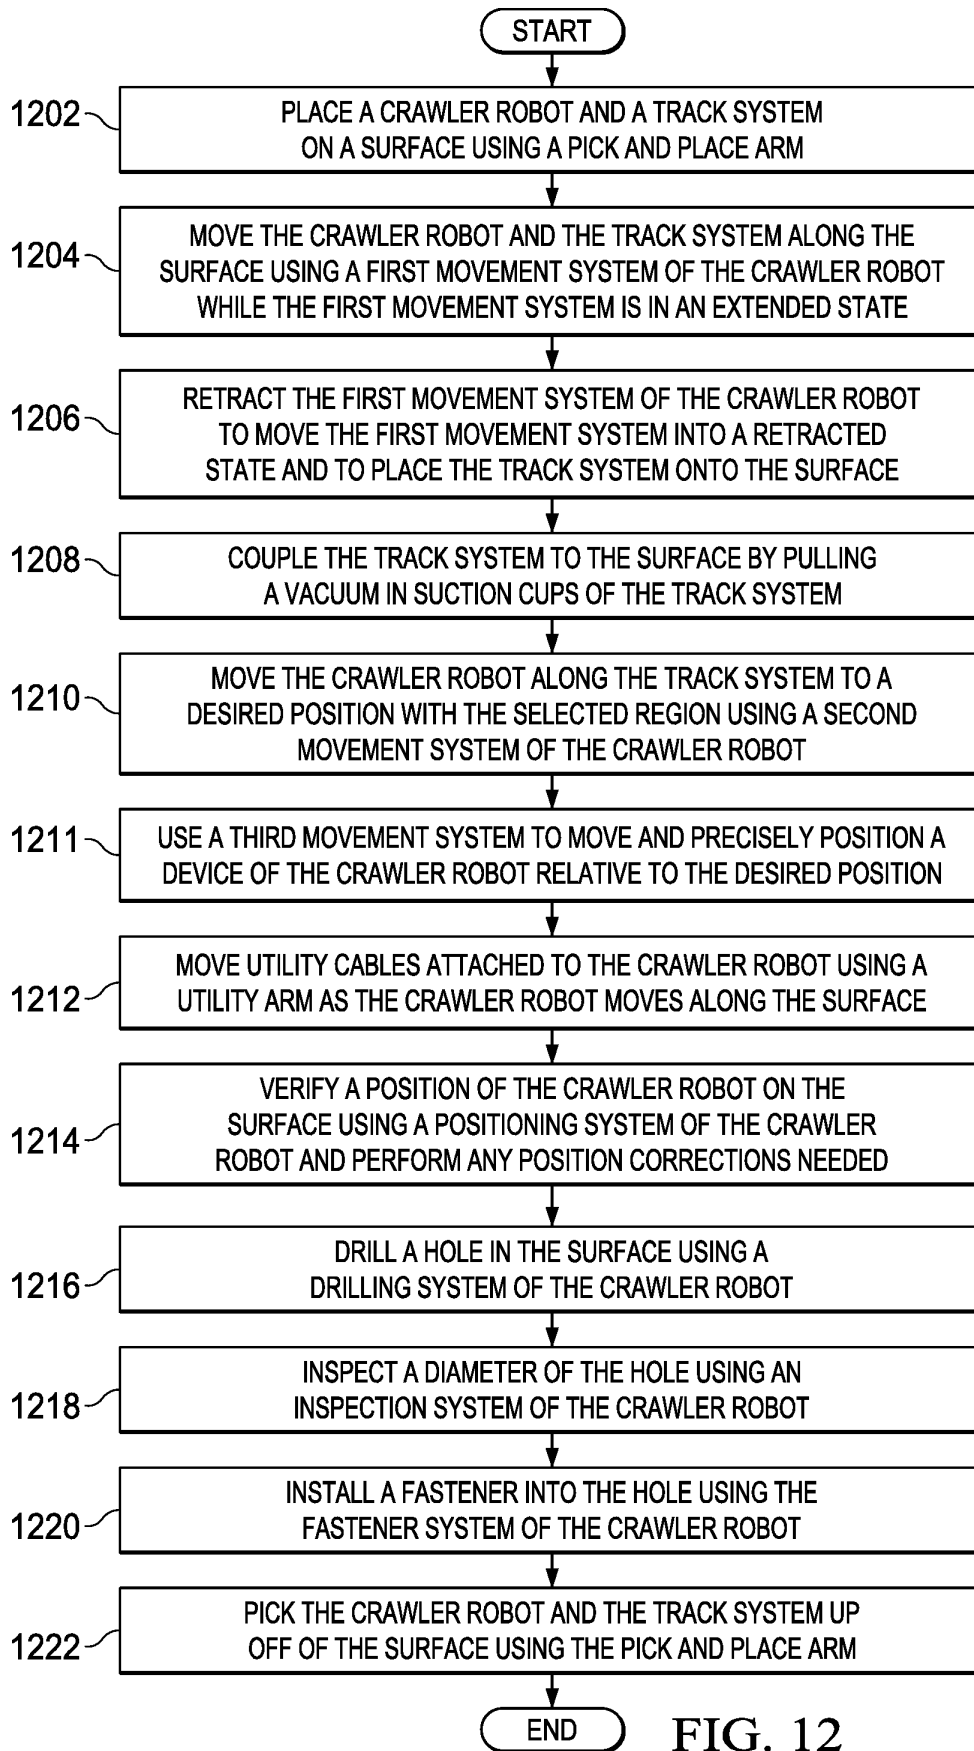 START
1202
PLACE A CRAWLER ROBOT AND A TRACK SYSTEM
ON A SURFACE USING A PICK AND PLACE ARM
1204
MOVE THE CRAWLER ROBOT AND THE TRACK SYSTEM ALONG THE
SURFACE USING A FIRST MOVEMENT SYSTEM OF THE CRAWLER ROBOT
WHILE THE FIRST MOVEMENT SYSTEM IS IN AN EXTENDED STATE
1206
RETRACT THE FIRST MOVEMENT SYSTEM OF THE CRAWLER ROBOT
TO MOVE THE FIRST MOVEMENT SYSTEM INTO A RETRACTED
STATE AND TO PLACE THE TRACK SYSTEM ONTO THE SURFACE
1208
COUPLE THE TRACK SYSTEM TO THE SURFACE BY PULLING
A VACUUM IN SUCTION CUPS OF THE TRACK SYSTEM
1210
MOVE THE CRAWLER ROBOT ALONG THE TRACK SYSTEM TO A
DESIRED POSITION WITH THE SELECTED REGION USING A SECOND
MOVEMENT SYSTEM OF THE CRAWLER ROBOT
1211
USE A THIRD MOVEMENT SYSTEM TO MOVE AND PRECISELY POSITION A
DEVICE OF THE CRAWLER ROBOT RELATIVE TO THE DESIRED POSITION
1212
MOVE UTILITY CABLES ATTACHED TO THE CRAWLER ROBOT USING A
UTILITY ARM AS THE CRAWLER ROBOT MOVES ALONG THE SURFACE
1214
VERIFY A POSITION OF THE CRAWLER ROBOT ON THE
SURFACE USING A POSITIONING SYSTEM OF THE CRAWLER
ROBOT AND PERFORM ANY POSITION CORRECTIONS NEEDED
1216
DRILL A HOLE IN THE SURFACE USING A
DRILLING SYSTEM OF THE CRAWLER ROBOT
1218
INSPECT A DIAMETER OF THE HOLE USING AN
INSPECTION SYSTEM OF THE CRAWLER ROBOT
1220
INSTALL A FASTENER INTO THE HOLE USING THE
FASTENER SYSTEM OF THE CRAWLER ROBOT
1222
PICK THE CRAWLER ROBOT AND THE TRACK SYSTEM UP
OFF OF THE SURFACE USING THE PICK AND PLACE ARM
END
FIG. 12